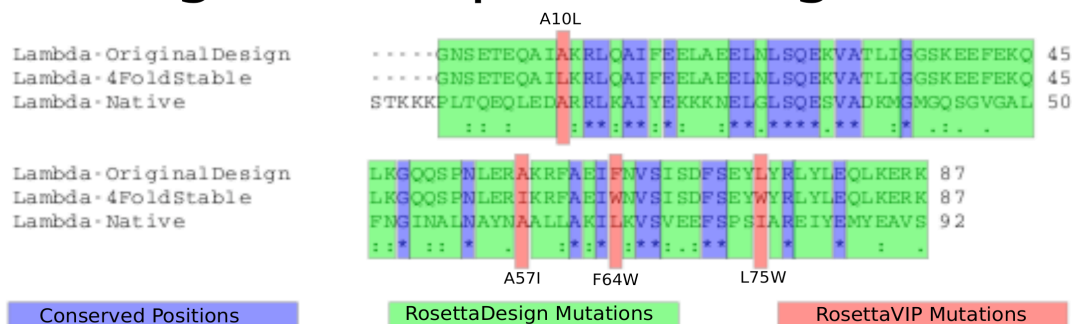 A10L
Lambda-OriginalDesign -----GNSETEQAIAKRLQAIFEELAEELNLSQEKVATLIGGSKEEFEKQ 45
Lambda-4FoldStable -----GNSETEQAILKRLQAIFEELAEELNLSQEKVATLIGGSKEEFEKQ 45
Lambda-Native STKKKPLTQEQLEDARRLKAIYEKKKNELGLSQESVADKMGMGQSGVGAL 50
:: : : ** **:*: :**.****.** :* .:. .
Lambda-OriginalDesign LKGQQSPNLERAKRFAEIFNVSISDFSEYLYRLYLEQLKERK 87
Lambda-4FoldStable LKGQQSPNLERIKRFAEIWNVSISDFSEYWYRLYLEQLKERK 87
Lambda-Native FNGINALNAYNAALLAKILKVSVEEFSPSIAREIYEMYEAVS 92
::* :: * . *:* **:.:** * * : .
A57I F64W L75W
Conserved Positions RosettaDesign Mutations RosettaVIP Mutations